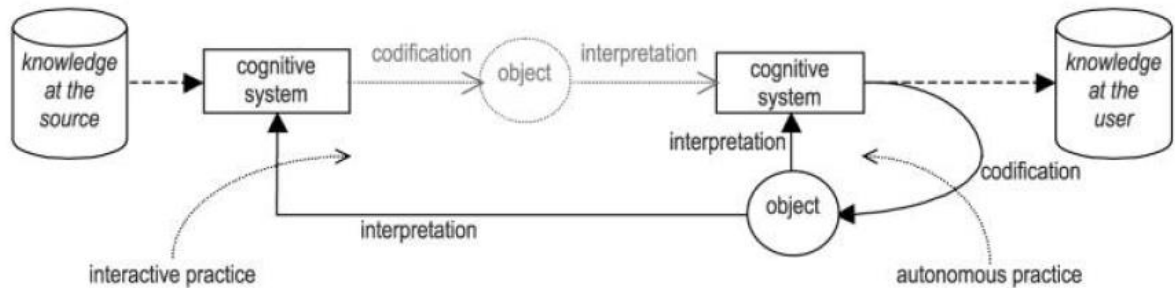 knowledge
at the
source
cognitive
system
codification
object
interpretation
cognitive
system
knowledge
at the
user
interpretation
codification
object
interpretation
interactive practice
autonomous practice